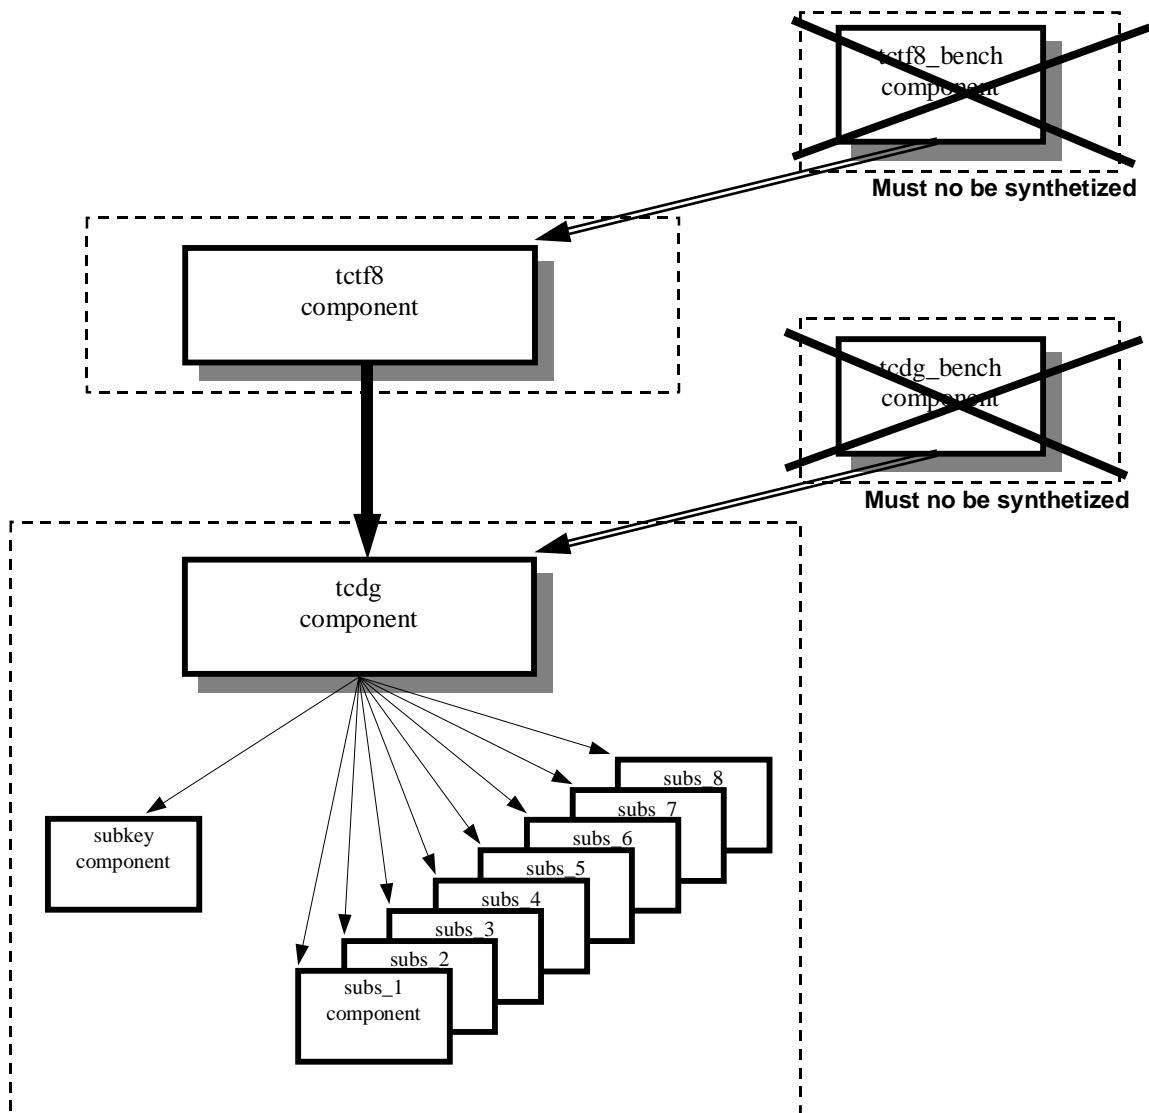 tctf8_bench
component
Must no be synthetized
tctf8
component
tcdg_bench
component
Must no be synthetized
tcdg
component
subs_8
subs_7
subs_6
subs_5
subs_4
subs_3
subs_2
subs_1
component
subkey
component